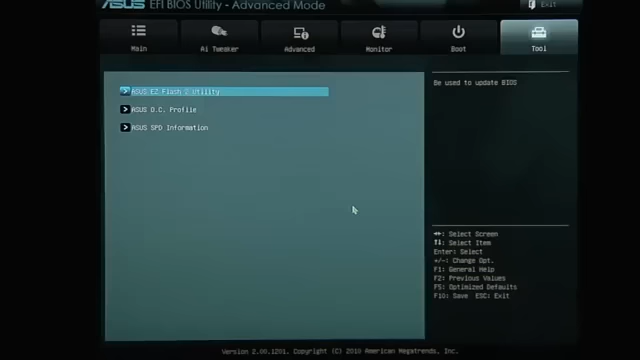 ASUS EFI BIOS Utility - Advanced Mode
Exit
Main
Ai Tweaker
Advanced
Monitor
Boot
Tool
ASUS EZ Flash 2 Utility
ASUS O.C. Profile
ASUS SPD Information
Be used to update BIOS
→←: Select Screen
↑↓: Select Item
Enter: Select
+/-: Change Opt.
F1: General Help
F2: Previous Values
F5: Optimized Defaults
F10: Save ESC: Exit
Version 2.00.1201. Copyright (C) 2010 American Megatrends, Inc.